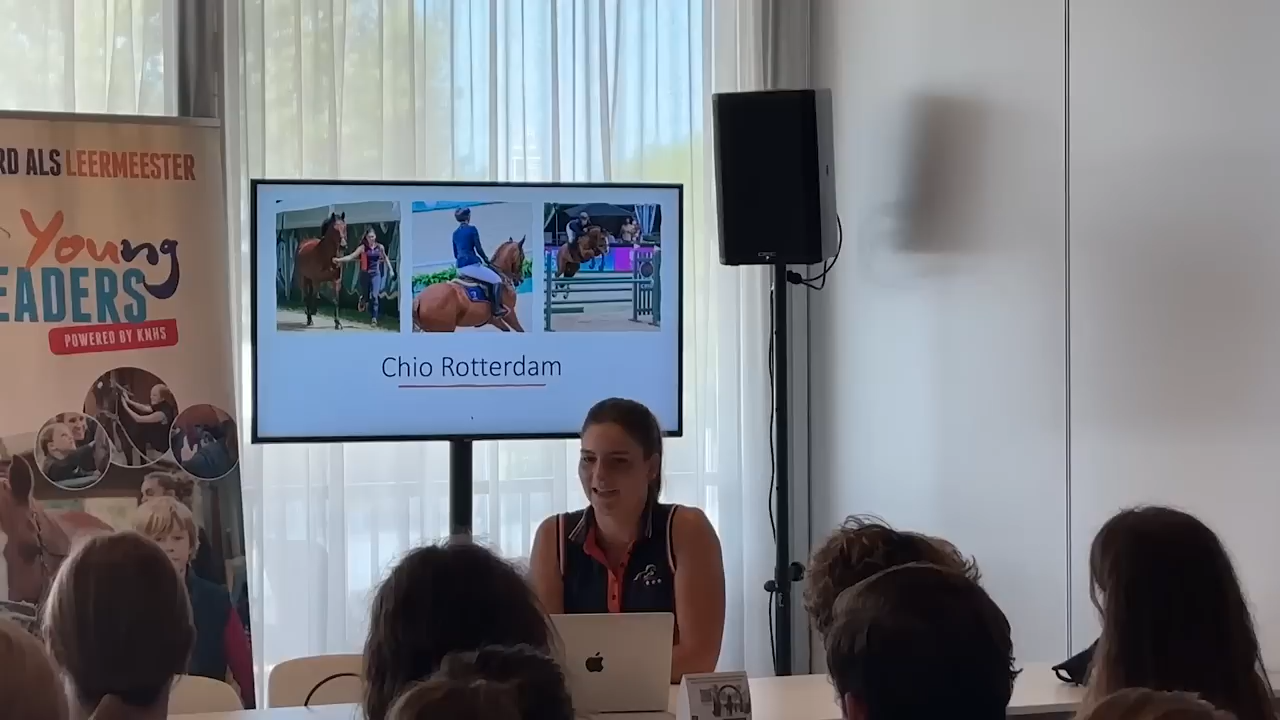 RD ALS LEERMEESTER
Young
EADERS
POWERED BY KNHS
Chio Rotterdam